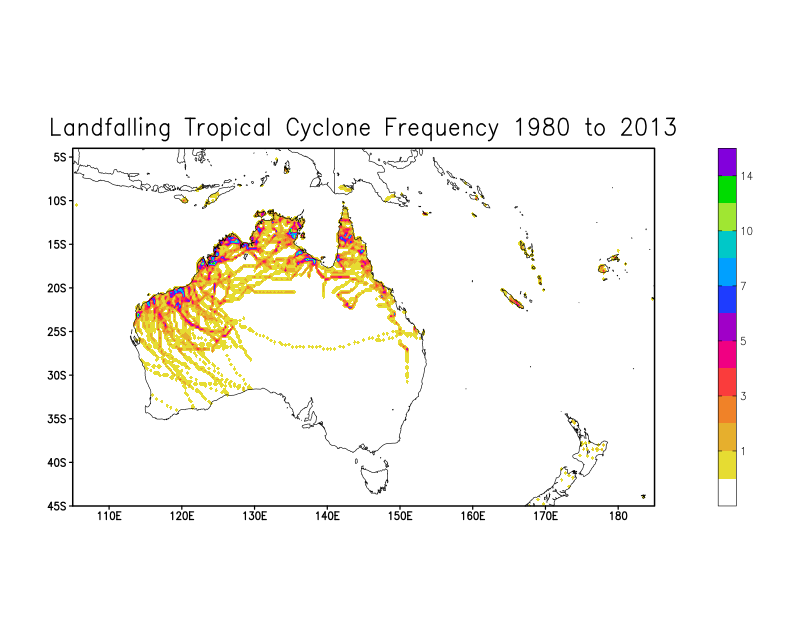 Landfalling Tropical Cyclone Frequency 1980 to 2013
5S
10S
15S
20S
25S
30S
35S
40S
45S
110E
120E
130E
140E
150E
160E
170E
180
14
10
7
5
3
1